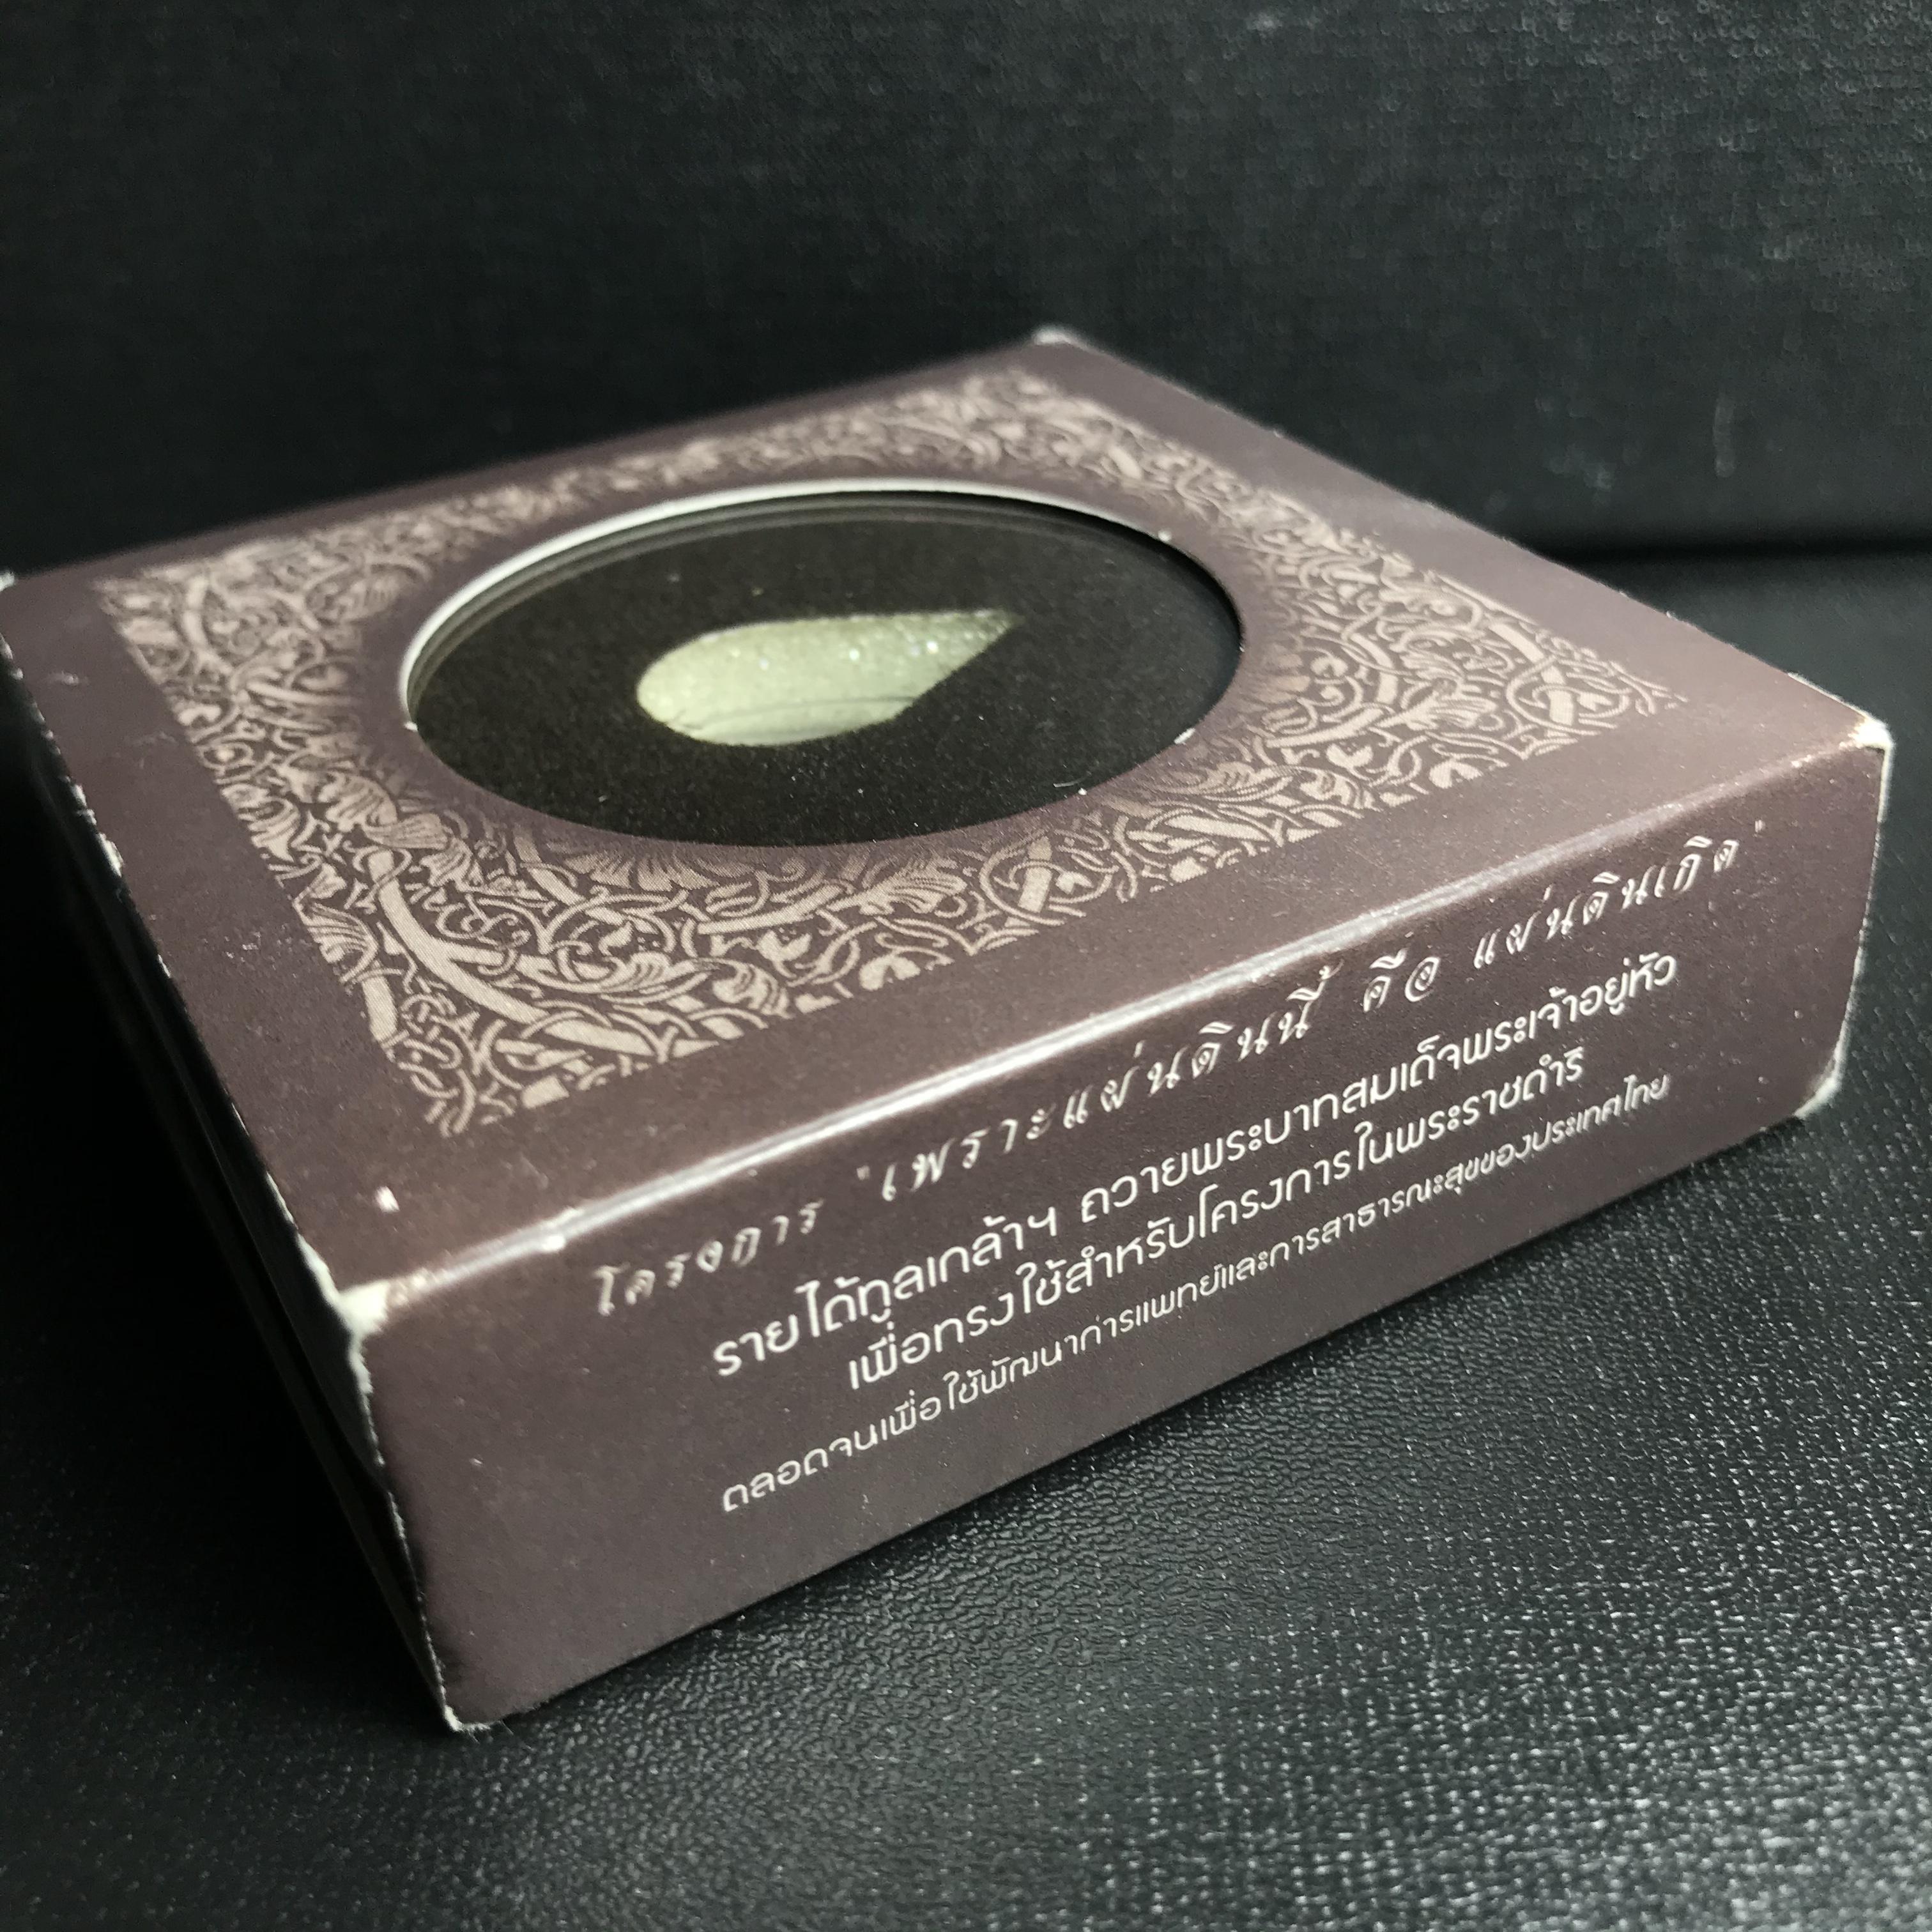 โครงการ "เพราะแผ่นดินนี้ คือ แผ่นดินเกิด"
รายได้ทูลเกล้าฯ ถวายพระบาทสมเด็จพระเจ้าอยู่หัว
เพื่อทรงใช้สำหรับโครงการในพระราชดำริ
ตลอดจนเพื่อใช้พัฒนาการแพทย์และการสาธารณะสุขของประเทศไทย